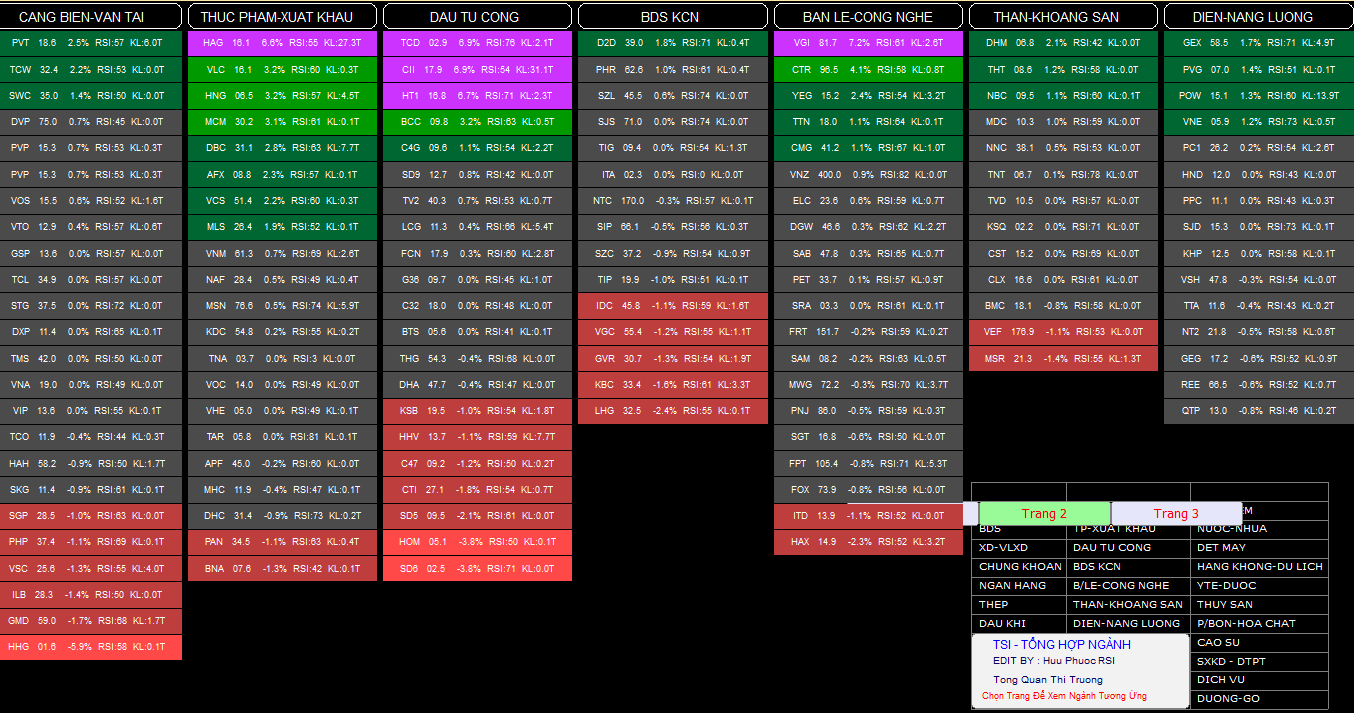 CANG BIEN-VAN TAI
PVT 18.6 2.5% RSI:57 KL:6.0T
TCW 32.4 2.2% RSI:53 KL:0.0T
SWC 35.0 1.4% RSI:50 KL:0.0T
DVP 75.0 0.7% RSI:45 KL:0.0T
PVP 15.3 0.7% RSI:53 KL:0.3T
PVP 15.3 0.7% RSI:53 KL:0.3T
VOS 15.5 0.6% RSI:52 KL:1.6T
VTO 12.9 0.4% RSI:57 KL:0.6T
GSP 13.6 0.0% RSI:57 KL:0.0T
TCL 34.9 0.0% RSI:57 KL:0.0T
STG 37.5 0.0% RSI:72 KL:0.0T
DXP 11.4 0.0% RSI:65 KL:0.1T
TMS 42.0 0.0% RSI:50 KL:0.0T
VNA 19.0 0.0% RSI:49 KL:0.0T
VIP 13.6 0.0% RSI:55 KL:0.1T
TCO 11.9 -0.4% RSI:44 KL:0.3T
HAH 58.2 -0.9% RSI:50 KL:1.7T
SKG 11.4 -0.9% RSI:61 KL:0.1T
SGP 28.5 -1.0% RSI:63 KL:0.0T
PHP 37.4 -1.1% RSI:69 KL:0.1T
VSC 25.6 -1.3% RSI:55 KL:4.0T
ILB 28.3 -1.4% RSI:50 KL:0.0T
GMD 59.0 -1.7% RSI:68 KL:1.7T
HHG 01.6 -5.9% RSI:58 KL:0.1T
THUC PHAM-XUAT KHAU
HAG 16.1 6.6% RSI:55 KL:27.3T
VLC 16.1 3.2% RSI:60 KL:0.3T
HNG 06.5 3.2% RSI:57 KL:4.5T
MCM 30.2 3.1% RSI:61 KL:0.1T
DBC 31.1 2.8% RSI:63 KL:7.7T
AFX 08.8 2.3% RSI:57 KL:0.1T
VCS 51.4 2.2% RSI:60 KL:0.3T
MLS 26.4 1.9% RSI:52 KL:0.1T
VNM 61.3 0.7% RSI:69 KL:2.6T
NAF 28.4 0.5% RSI:49 KL:0.4T
MSN 76.6 0.5% RSI:74 KL:5.9T
KDC 54.8 0.2% RSI:55 KL:0.2T
TNA 03.7 0.0% RSI:3 KL:0.0T
VOC 14.0 0.0% RSI:49 KL:0.0T
VHE 05.0 0.0% RSI:49 KL:0.1T
TAR 05.8 0.0% RSI:81 KL:0.1T
APF 45.0 -0.2% RSI:60 KL:0.0T
MHC 11.9 -0.4% RSI:47 KL:0.1T
DHC 31.4 -0.9% RSI:73 KL:0.2T
PAN 34.5 -1.1% RSI:63 KL:0.4T
BNA 07.6 -1.3% RSI:42 KL:0.1T
DAU TU CONG
TCD 02.9 6.9% RSI:76 KL:2.1T
CII 17.9 6.9% RSI:54 KL:31.1T
HT1 16.8 6.7% RSI:71 KL:2.3T
BCC 09.8 3.2% RSI:63 KL:0.5T
C4G 09.6 1.1% RSI:54 KL:2.2T
SD9 12.7 0.8% RSI:42 KL:0.0T
TV2 40.3 0.7% RSI:53 KL:0.7T
LCG 11.3 0.4% RSI:66 KL:5.4T
FCN 17.9 0.3% RSI:60 KL:2.8T
G36 09.7 0.0% RSI:45 KL:1.0T
C32 18.0 0.0% RSI:48 KL:0.0T
BTS 05.6 0.0% RSI:41 KL:0.1T
THG 54.3 -0.4% RSI:68 KL:0.0T
DHA 47.7 -0.4% RSI:47 KL:0.0T
KSB 19.5 -1.0% RSI:54 KL:1.8T
HHV 13.7 -1.1% RSI:59 KL:7.7T
C47 09.2 -1.2% RSI:50 KL:0.2T
CTI 27.1 -1.8% RSI:54 KL:0.7T
SD5 09.5 -2.1% RSI:61 KL:0.0T
HOM 05.1 -3.8% RSI:50 KL:0.1T
SD6 02.5 -3.8% RSI:71 KL:0.0T
BDS KCN
D2D 39.0 1.8% RSI:71 KL:0.4T
PHR 62.6 1.0% RSI:61 KL:0.4T
SZL 45.5 0.6% RSI:74 KL:0.0T
SJS 71.0 0.0% RSI:74 KL:0.0T
TIG 09.4 0.0% RSI:54 KL:1.3T
ITA 02.3 0.0% RSI:0 KL:0.0T
NTC 170.0 -0.3% RSI:57 KL:0.1T
SIP 66.1 -0.5% RSI:56 KL:0.3T
SZC 37.2 -0.9% RSI:54 KL:0.9T
TIP 19.9 -1.0% RSI:51 KL:0.1T
IDC 45.8 -1.1% RSI:59 KL:1.6T
VGC 55.4 -1.2% RSI:55 KL:1.1T
GVR 30.7 -1.3% RSI:54 KL:1.9T
KBC 33.4 -1.6% RSI:61 KL:3.3T
LHG 32.5 -2.4% RSI:55 KL:0.1T
BAN LE-CONG NGHE
VGI 81.7 7.2% RSI:61 KL:2.6T
CTR 96.5 4.1% RSI:58 KL:0.8T
YEG 15.2 2.4% RSI:54 KL:3.2T
TTN 18.0 1.1% RSI:64 KL:0.1T
CMG 41.2 1.1% RSI:67 KL:1.0T
VNZ 400.0 0.9% RSI:82 KL:0.0T
ELC 23.6 0.6% RSI:59 KL:0.7T
DGW 46.6 0.3% RSI:62 KL:2.2T
SAB 47.8 0.3% RSI:65 KL:0.7T
PET 33.7 0.1% RSI:57 KL:0.9T
SRA 03.3 0.0% RSI:61 KL:0.1T
FRT 151.7 -0.2% RSI:59 KL:0.2T
SAM 08.2 -0.2% RSI:63 KL:0.5T
MWG 72.2 -0.3% RSI:70 KL:3.7T
PNJ 86.0 -0.5% RSI:59 KL:0.3T
SGT 16.8 -0.6% RSI:50 KL:0.0T
FPT 105.4 -0.8% RSI:71 KL:5.3T
FOX 73.9 -0.8% RSI:56 KL:0.0T
ITD 13.9 -1.1% RSI:52 KL:0.0T
HAX 14.9 -2.3% RSI:52 KL:3.2T
THAN-KHOANG SAN
DHM 06.8 2.1% RSI:42 KL:0.0T
THT 08.6 1.2% RSI:58 KL:0.0T
NBC 09.5 1.1% RSI:60 KL:0.1T
MDC 10.3 1.0% RSI:59 KL:0.0T
NNC 38.1 0.5% RSI:53 KL:0.0T
TNT 06.7 0.1% RSI:78 KL:0.0T
TVD 10.5 0.0% RSI:57 KL:0.0T
KSQ 02.2 0.0% RSI:71 KL:0.0T
CST 15.2 0.0% RSI:69 KL:0.0T
CLX 16.6 0.0% RSI:61 KL:0.0T
BMC 18.1 -0.8% RSI:58 KL:0.0T
VEF 176.9 -1.1% RSI:53 KL:0.0T
MSR 21.3 -1.4% RSI:55 KL:1.3T
DIEN-NANG LUONG
GEX 58.5 1.7% RSI:71 KL:4.9T
PVG 07.0 1.4% RSI:51 KL:0.1T
POW 15.1 1.3% RSI:60 KL:13.9T
VNE 05.9 1.2% RSI:73 KL:0.5T
PC1 26.2 0.2% RSI:54 KL:2.6T
HND 12.0 0.0% RSI:43 KL:0.0T
PPC 11.1 0.0% RSI:43 KL:0.3T
SJD 15.3 0.0% RSI:73 KL:0.1T
KHP 12.5 0.0% RSI:58 KL:0.1T
VSH 47.8 -0.3% RSI:54 KL:0.0T
TTA 11.6 -0.4% RSI:43 KL:0.2T
NT2 21.8 -0.5% RSI:58 KL:0.6T
GEG 17.2 -0.6% RSI:52 KL:0.9T
REE 66.5 -0.6% RSI:52 KL:0.7T
QTP 13.0 -0.8% RSI:46 KL:0.2T
Trang 2 Trang 3 EM
BDS TP-XUAT KHAU NUOC-NHUA
XD-VLXD DAU TU CONG DET MAY
CHUNG KHOAN BDS KCN HANG KHONG-DU LICH
NGAN HANG B/LE-CONG NGHE YTE-DUOC
THEP THAN-KHOANG SAN THUY SAN
DAU KHI DIEN-NANG LUONG P/BON-HOA CHAT
CAO SU
SXKD - DTPT
DICH VU
DUONG-GO
TSI - TỔNG HỢP NGÀNH
EDIT BY : Huu Phuoc RSI
Tong Quan Thi Truong
Chọn Trang Để Xem Ngành Tương Ứng